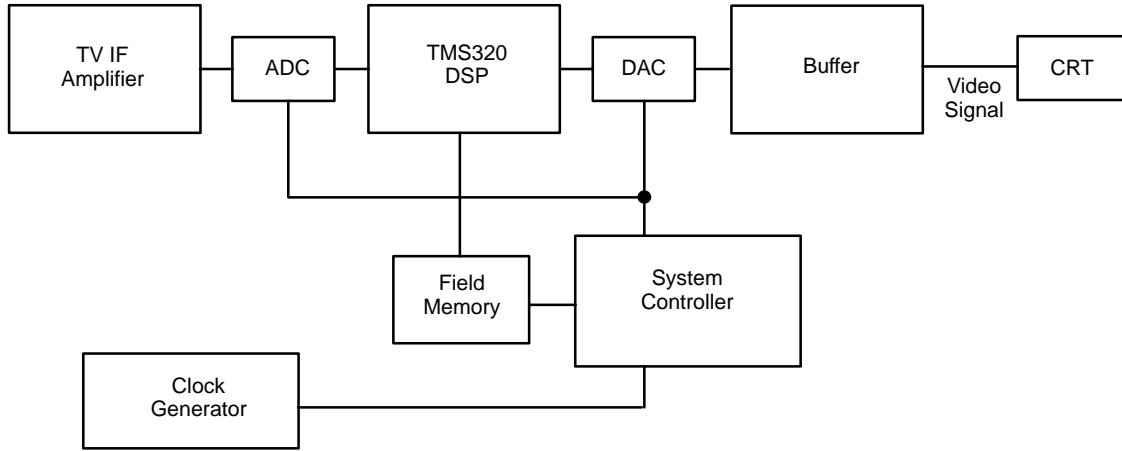 TV IF
Amplifier
ADC
TMS320
DSP
DAC
Buffer
Video
Signal
CRT
Field
Memory
System
Controller
Clock
Generator